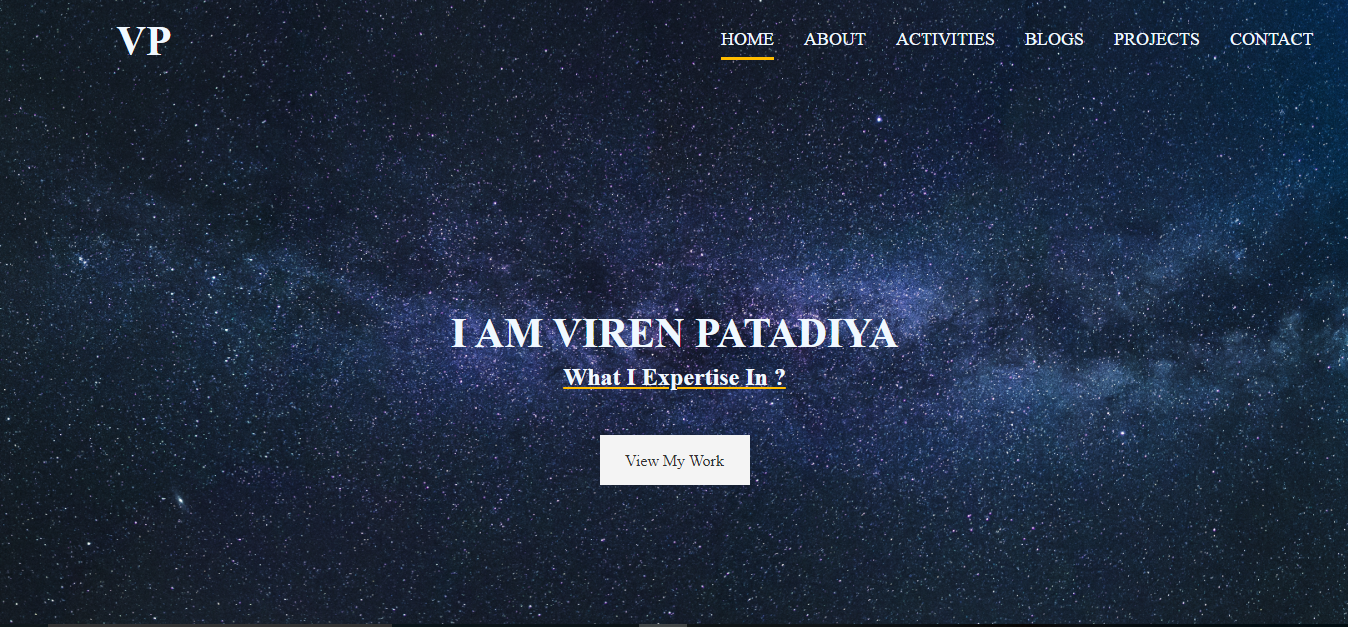 VP
HOME ABOUT ACTIVITIES BLOGS PROJECTS CONTACT
I AM VIREN PATADIYA
What I Expertise In ?
View My Work